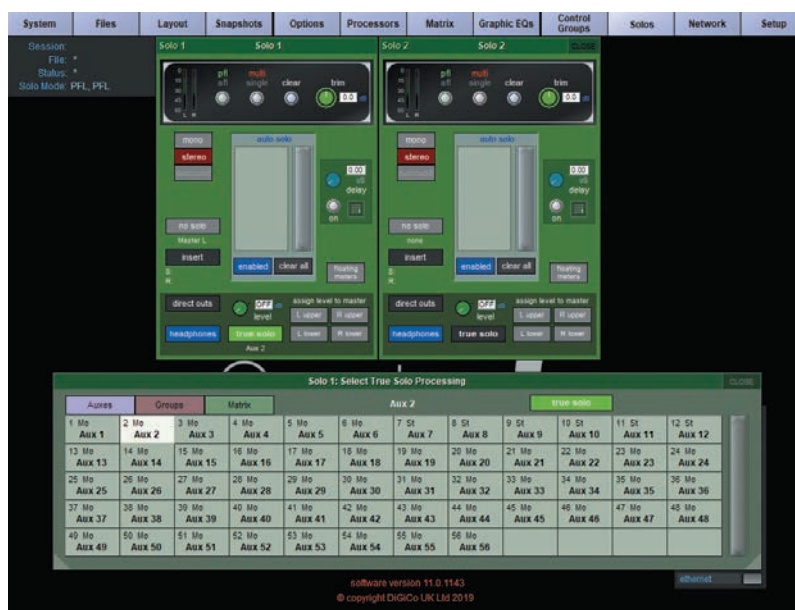 System Files Layout Snapshots Options Processors Matrix Graphic EQs Control Groups Solos Network Setup
Session:
File: *
Status: *
Solo Mode: PFL, PFL
Solo 1 Solo 1
pfl multi
afl single clear trim
0.0
L R
mono
stereo
auto solo
0.00
delay
on
no solo
Master L
insert
S:
R:
enabled clear all floating meters
direct outs OFF level assign level to master
L upper R upper
headphones true solo L lower R lower
Aux 2
Solo 2 Solo 2 CLOSE
pfl multi
afl single clear trim
0.0
L R
mono
stereo
auto solo
0.00
delay
on
no solo
none
insert
S:
R:
enabled clear all floating meters
direct outs OFF level assign level to master
L upper R upper
headphones true solo L lower R lower
Solo 1: Select True Solo Processing CLOSE
Auxes Groups Matrix Aux 2 true solo
1 Mo 2 Mo 3 Mo 4 Mo 5 Mo 6 Mo 7 St 8 St 9 St 10 St 11 St 12 St
Aux 1 Aux 2 Aux 3 Aux 4 Aux 5 Aux 6 Aux 7 Aux 8 Aux 9 Aux 10 Aux 11 Aux 12
13 Mo 14 Mo 15 Mo 16 Mo 17 Mo 18 Mo 19 Mo 20 Mo 21 Mo 22 Mo 23 Mo 24 Mo
Aux 13 Aux 14 Aux 15 Aux 16 Aux 17 Aux 18 Aux 19 Aux 20 Aux 21 Aux 22 Aux 23 Aux 24
25 Mo 26 Mo 27 Mo 28 Mo 29 Mo 30 Mo 31 Mo 32 Mo 33 Mo 34 Mo 35 Mo 36 Mo
Aux 25 Aux 26 Aux 27 Aux 28 Aux 29 Aux 30 Aux 31 Aux 32 Aux 33 Aux 34 Aux 35 Aux 36
37 Mo 38 Mo 39 Mo 40 Mo 41 Mo 42 Mo 43 Mo 44 Mo 45 Mo 46 Mo 47 Mo 48 Mo
Aux 37 Aux 38 Aux 39 Aux 40 Aux 41 Aux 42 Aux 43 Aux 44 Aux 45 Aux 46 Aux 47 Aux 48
49 Mo 50 Mo 51 Mo 52 Mo 53 Mo 54 Mo 55 Mo 56 Mo
Aux 49 Aux 50 Aux 51 Aux 52 Aux 53 Aux 54 Aux 55 Aux 56
ethernet
software version 11.0.1143
© copyright DiGiCo UK Ltd 2019